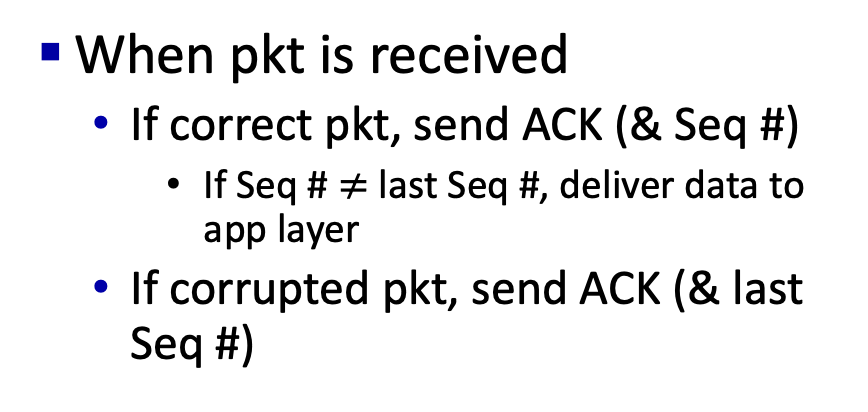 When pkt is received
If correct pkt, send ACK (& Seq #)
If Seq # ≠ last Seq #, deliver data to
app layer
If corrupted pkt, send ACK (& last
Seq #)